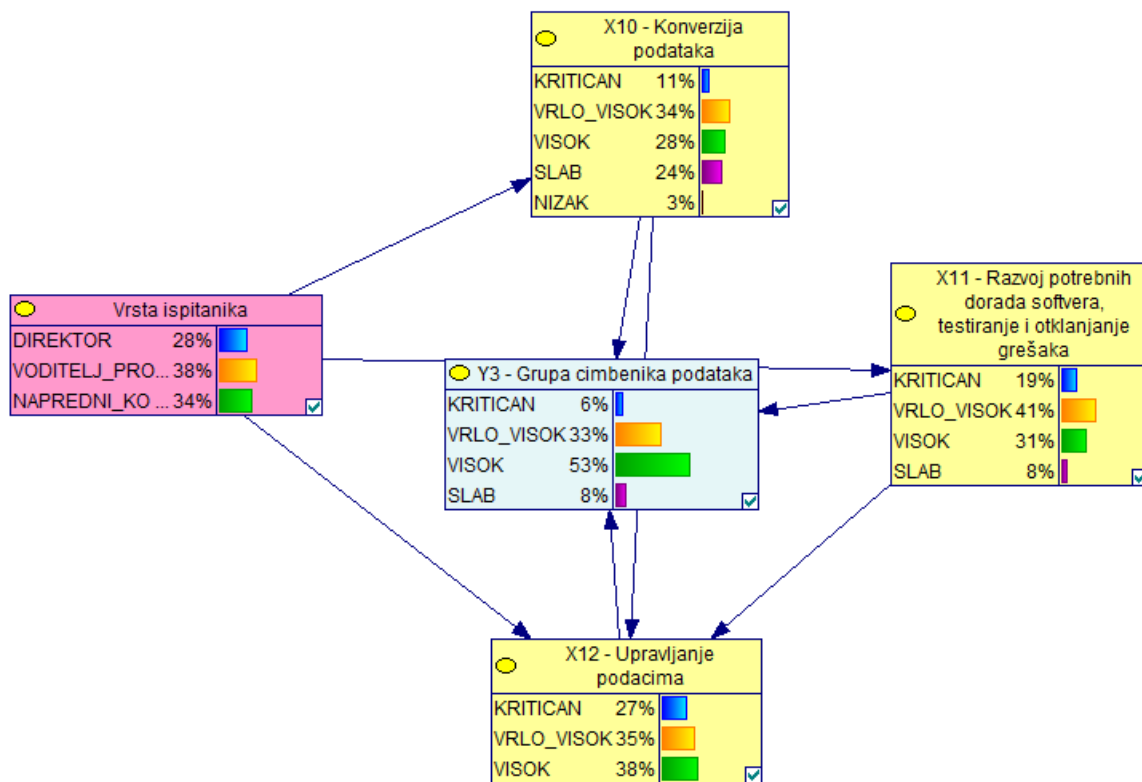 X10 - Konverzija
podataka
KRITICAN 11%
VRLO_VISOK 34%
VISOK 28%
SLAB 24%
NIZAK 3%
Vrsta ispitanika
DIREKTOR 28%
VODITELJ_PRO... 38%
NAPREDNI_KO ... 34%
Y3 - Grupa cimbenika podataka
KRITICAN 6%
VRLO_VISOK 33%
VISOK 53%
SLAB 8%
X11 - Razvoj potrebnih
dorada softvera,
testiranje i otklanjanje
grešaka
KRITICAN 19%
VRLO_VISOK 41%
VISOK 31%
SLAB 8%
X12 - Upravljanje
podacima
KRITICAN 27%
VRLO_VISOK 35%
VISOK 38%